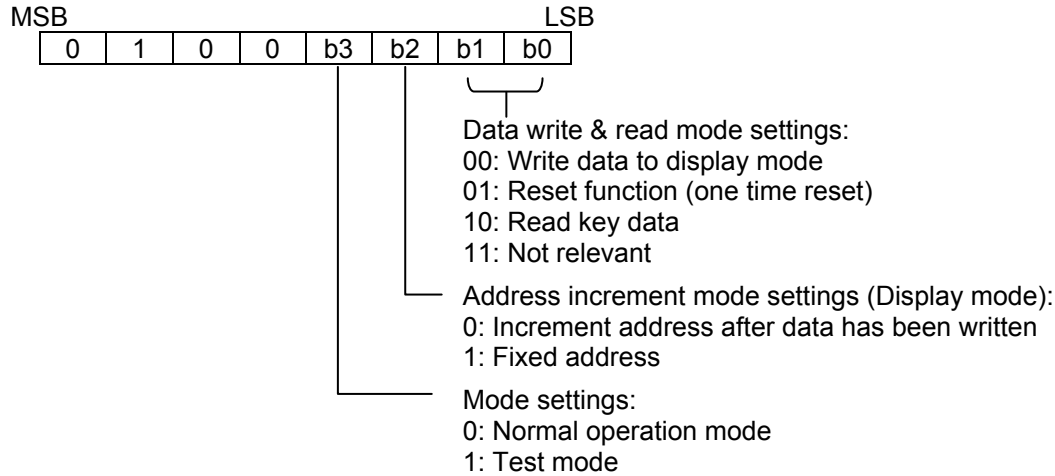 MSB LSB
0 1 0 0 b3 b2 b1 b0
Data write & read mode settings:
00: Write data to display mode
01: Reset function (one time reset)
10: Read key data
11: Not relevant
Address increment mode settings (Display mode):
0: Increment address after data has been written
1: Fixed address
Mode settings:
0: Normal operation mode
1: Test mode